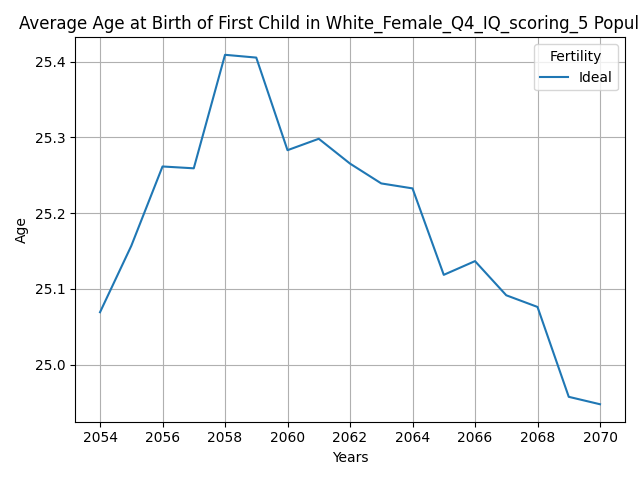 Average Age at Birth of First Child in White_Female_Q4_IQ_scoring_5 Popul
Fertility
Ideal
25.4
25.3
25.2
25.1
25.0
Age
2054 2056 2058 2060 2062 2064 2066 2068 2070
Years